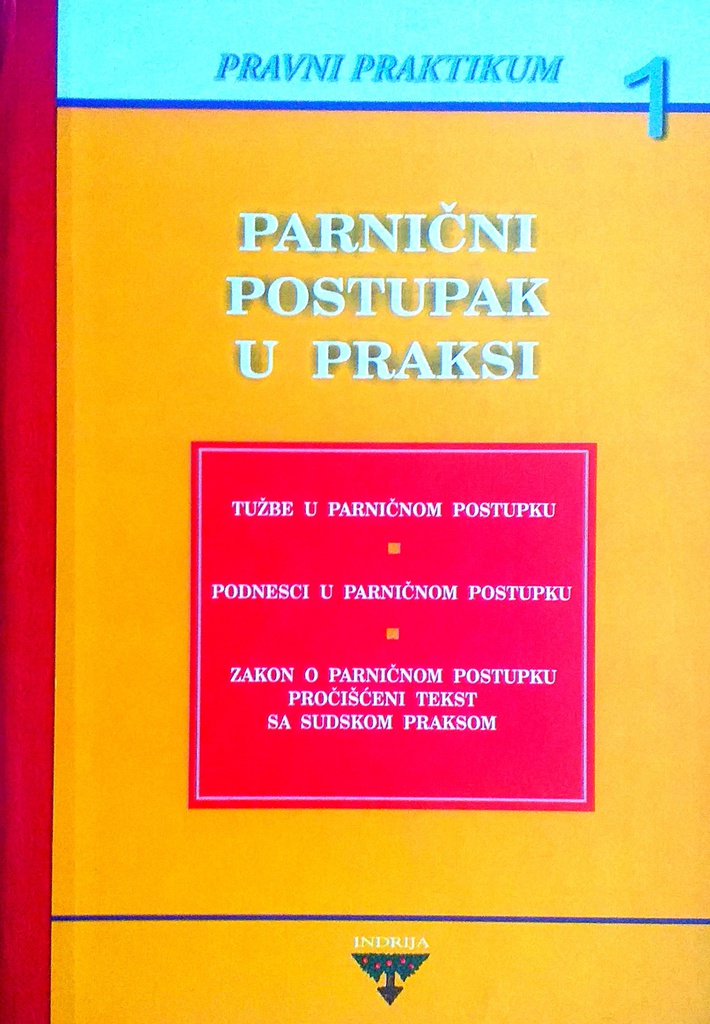 PRAVNI PRAKTIKUM
1
PARNIČNI
POSTUPAK
U PRAKSI
TUŽBE U PARNIČNOM POSTUPKU
PODNESCI U PARNIČNOM POSTUPKU
ZAKON O PARNIČNOM POSTUPKU
PROČIŠĆENI TEKST
SA SUDSKOM PRAKSOM
INDRIJA